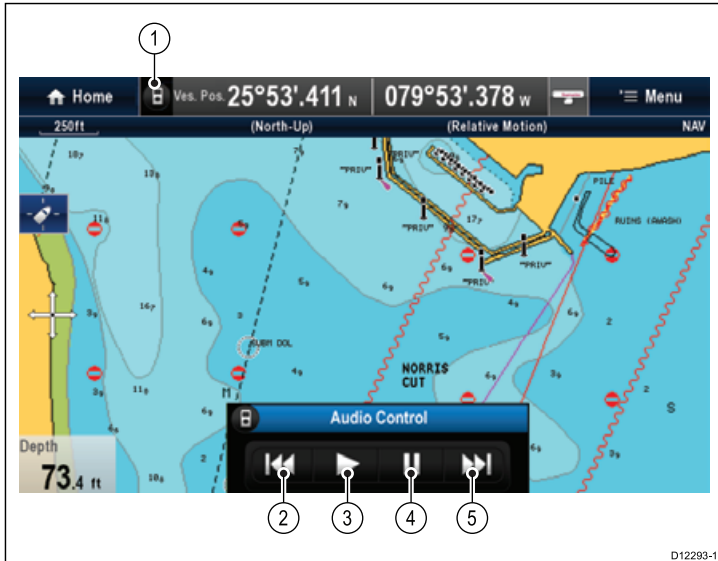 1
Home
Ves. Pos. 25°53'.411 N
079°53'.378 W
Menu
250ft
(North-Up)
(Relative Motion)
NAV
"PRIV"
"PRIV"
"PRIV"
"PRIV"
"PRIV
PILE
RUINS (AWASH)
SUBM DOL
NORRIS
CUT
M
S
Audio Control
Depth
73.4 ft
2
3
4
5
D12293-1